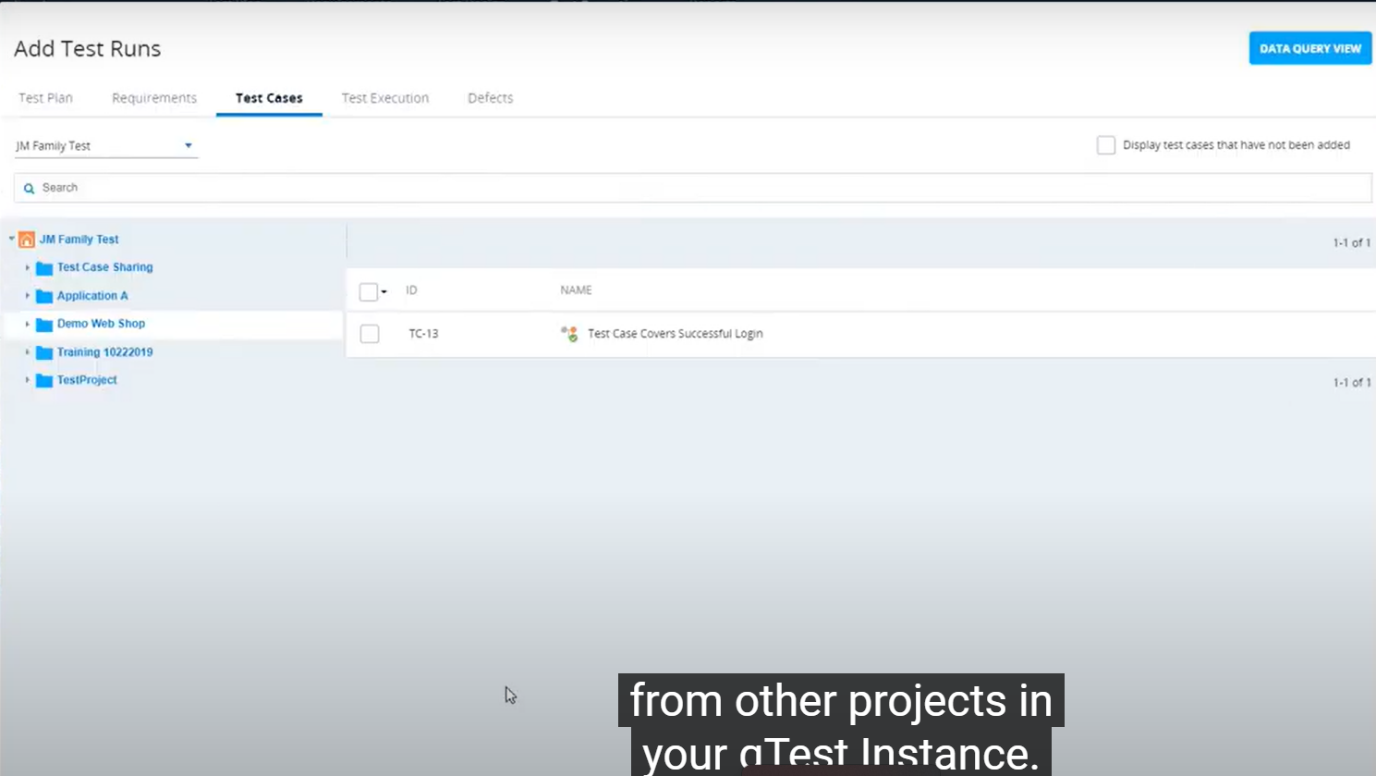 Add Test Runs
DATA QUERY VIEW
Test Plan Requirements Test Cases Test Execution Defects
JM Family Test
Display test cases that have not been added
Search
JM Family Test
1-1 of 1
Test Case Sharing
ID NAME
Application A
Demo Web Shop
TC-13 Test Case Covers Successful Login
Training 10222019
TestProject
1-1 of 1
from other projects in
your qTest Instance.